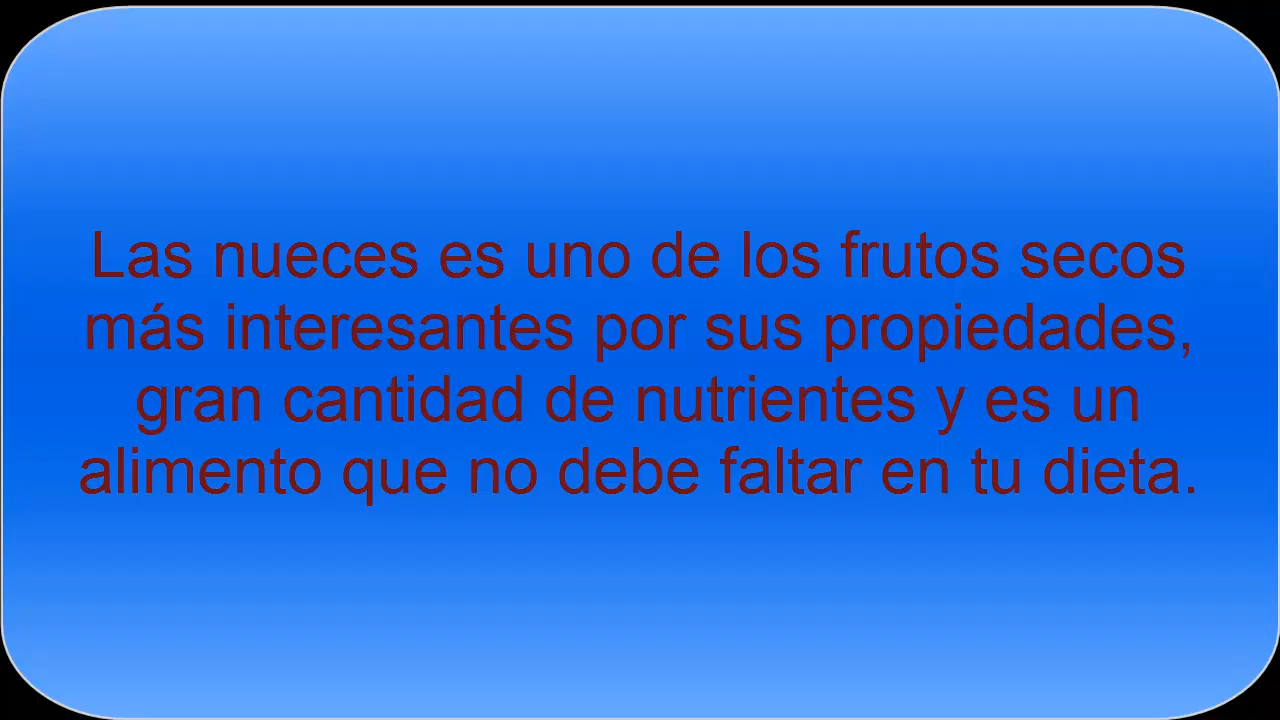 Las nueces es uno de los frutos secos
más interesantes por sus propiedades,
gran cantidad de nutrientes y es un
alimento que no debe faltar en tu dieta.